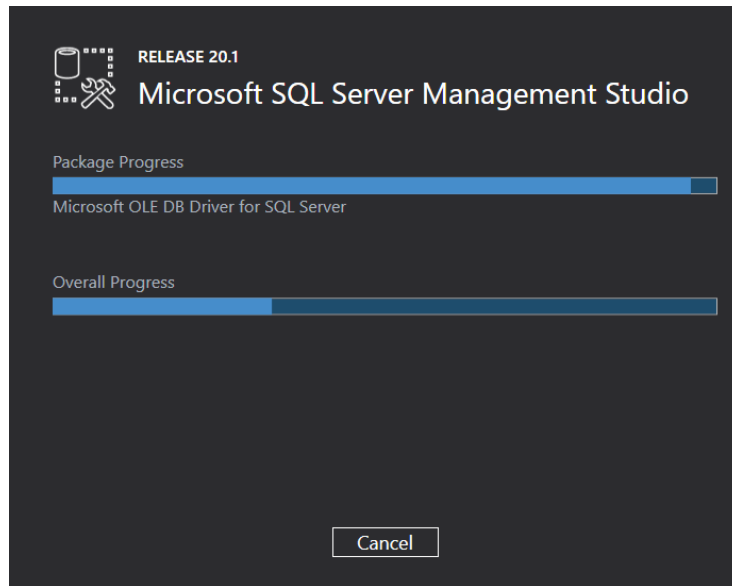 RELEASE 20.1
Microsoft SQL Server Management Studio
Package Progress
Microsoft OLE DB Driver for SQL Server
Overall Progress
Cancel